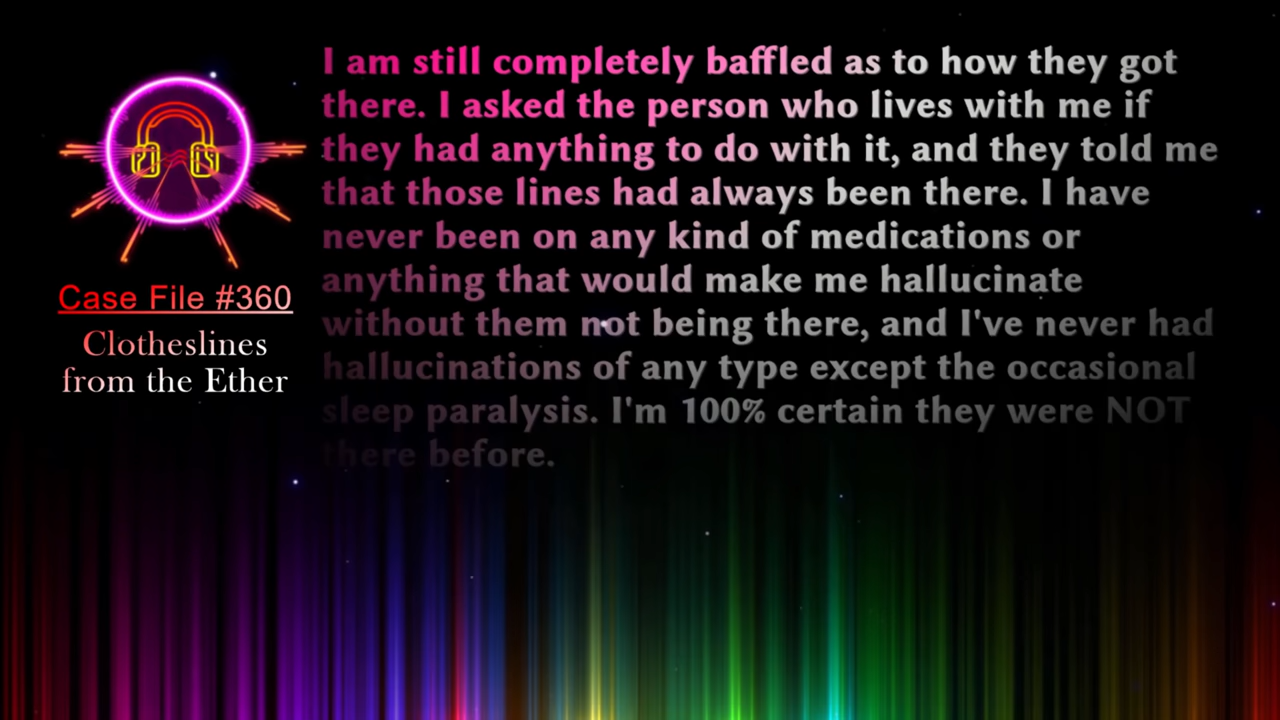 I am still completely baffled as to how they got
there. I asked the person who lives with me if
they had anything to do with it, and they told me
that those lines had always been there. I have
never been on any kind of medications or
anything that would make me hallucinate
without them not being there, and I've never had
hallucinations of any type except the occasional
sleep paralysis. I'm 100% certain they were NOT
there before.
Case File #360
Clotheslines
from the Ether